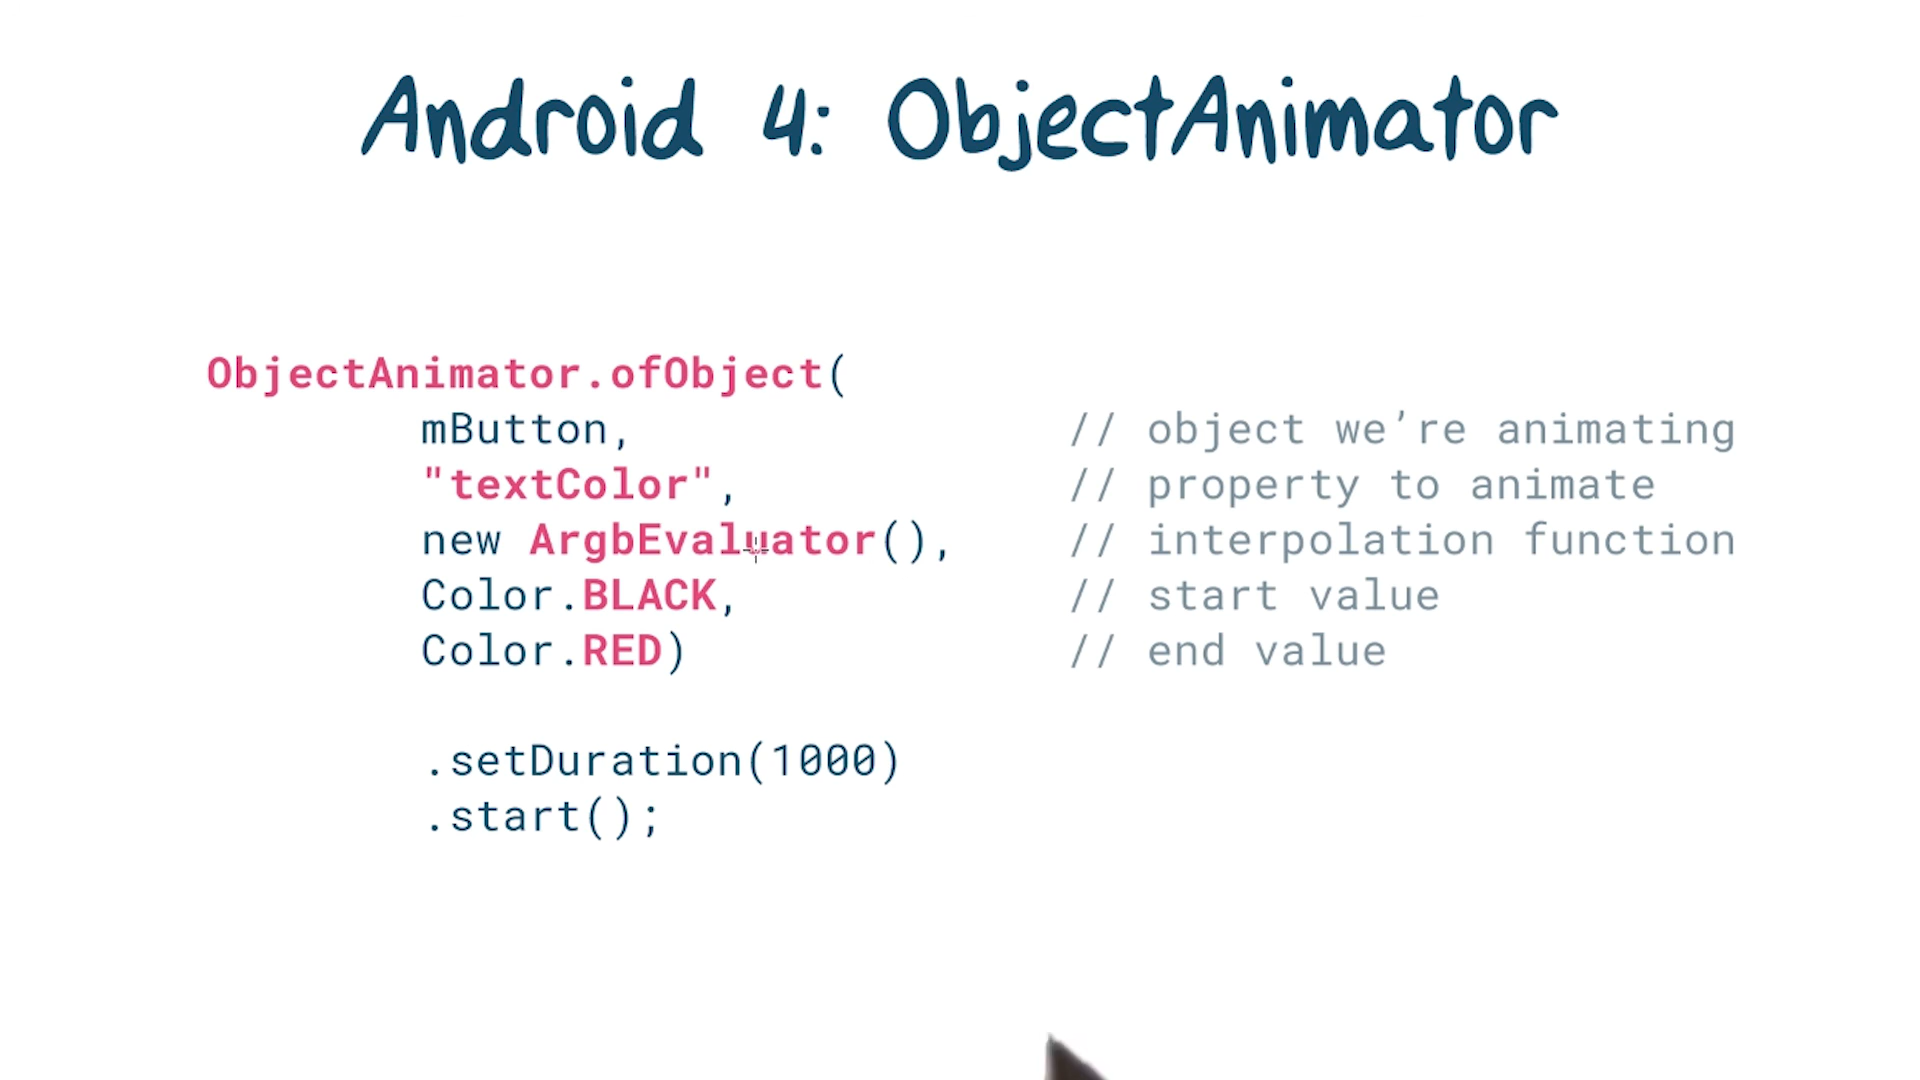 Android 4: ObjectAnimator
ObjectAnimator.ofObject(
mButton, // object we’re animating
"textColor", // property to animate
new ArgbEvaluator(), // interpolation function
Color.BLACK, // start value
Color.RED) // end value
.setDuration(1000)
.start();